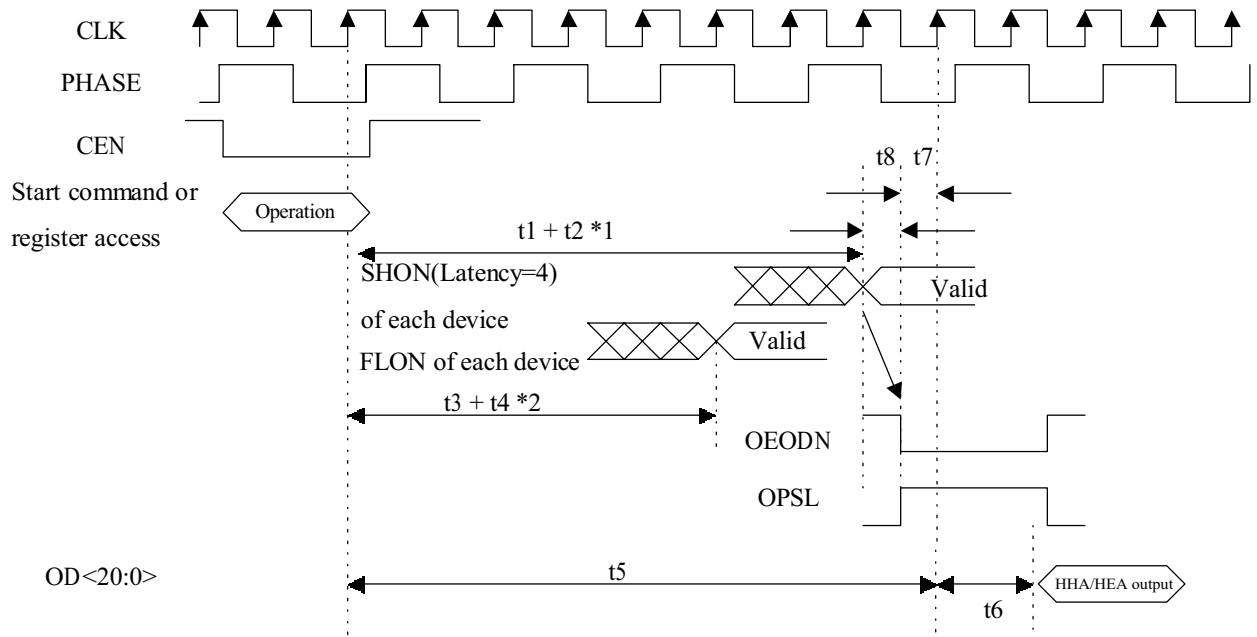 CLK
PHASE
CEN
t8 t7
Start command or
register access
Operation
t1 + t2 *1
SHON(Latency=4)
of each device
Valid
FLON of each device
Valid
t3 + t4 *2
OEODN
OPSL
OD<20:0>
t5
t6
HHA/HEA output